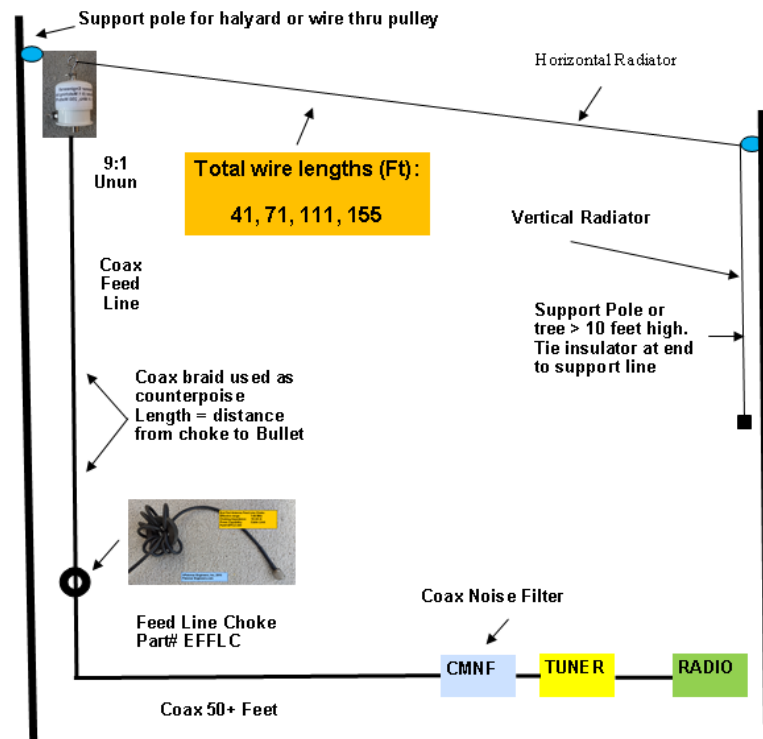 Support pole for halyard or wire thru pulley
Horizontal Radiator
9:1
Unun
Total wire lengths (Ft):
41, 71, 111, 155
Vertical Radiator
Coax
Feed
Line
Support Pole or
tree > 10 feet high.
Tie insulator at end
to support line
Coax braid used as
counterpoise
Length = distance
from choke to Bullet
Coax Noise Filter
Feed Line Choke
Part# EFFLC
CMNF
TUNER
RADIO
Coax 50+ Feet